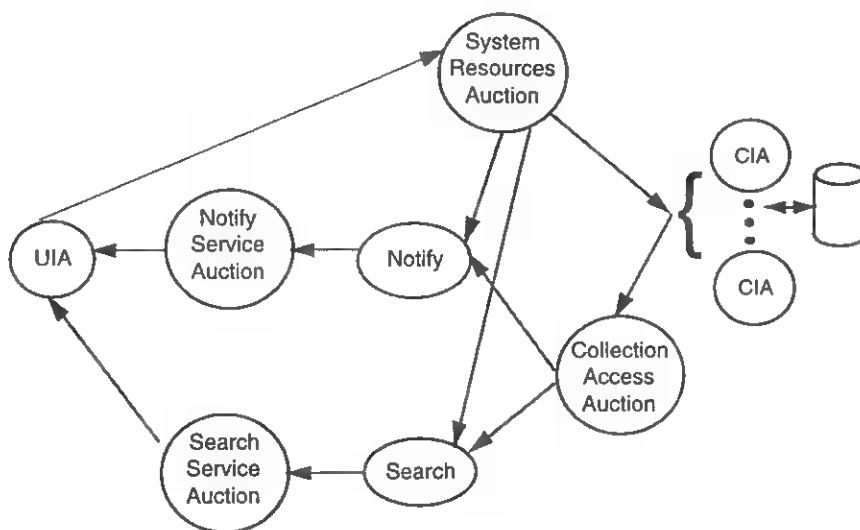 System
Resources
Auction
CIA
Notify
Service
Auction
UIA
Notify
CIA
Collection
Access
Auction
Search
Service
Auction
Search